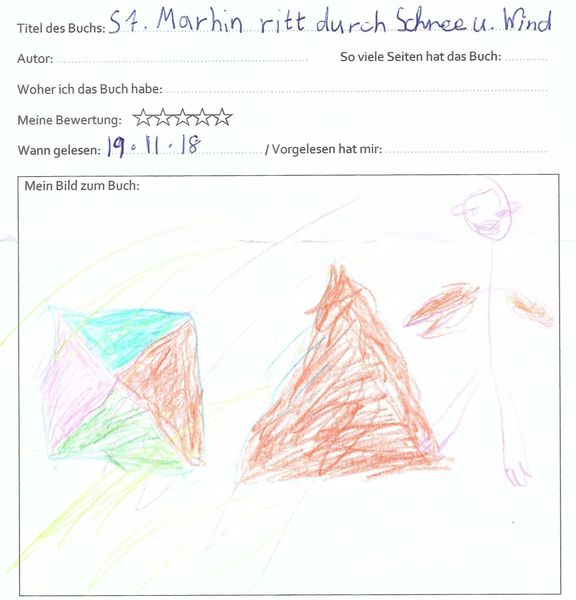 Titel des Buchs: St. Marhin ritt durch Schnee u. Wind
Autor: So viele Seiten hat das Buch:
Woher ich das Buch habe:
Meine Bewertung:
Wann gelesen: 19.11.18 / Vorgelesen hat mir:
Mein Bild zum Buch: